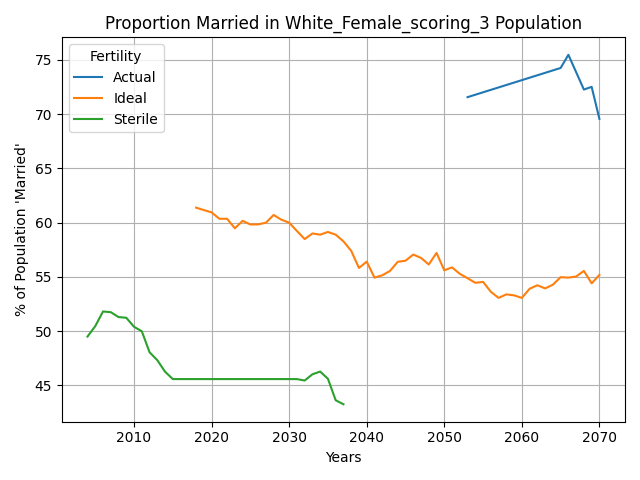 Proportion Married in White_Female_scoring_3 Population
Fertility
Actual
Ideal
Sterile
% of Population 'Married'
75
70
65
60
55
50
45
2010
2020
2030
2040
2050
2060
2070
Years